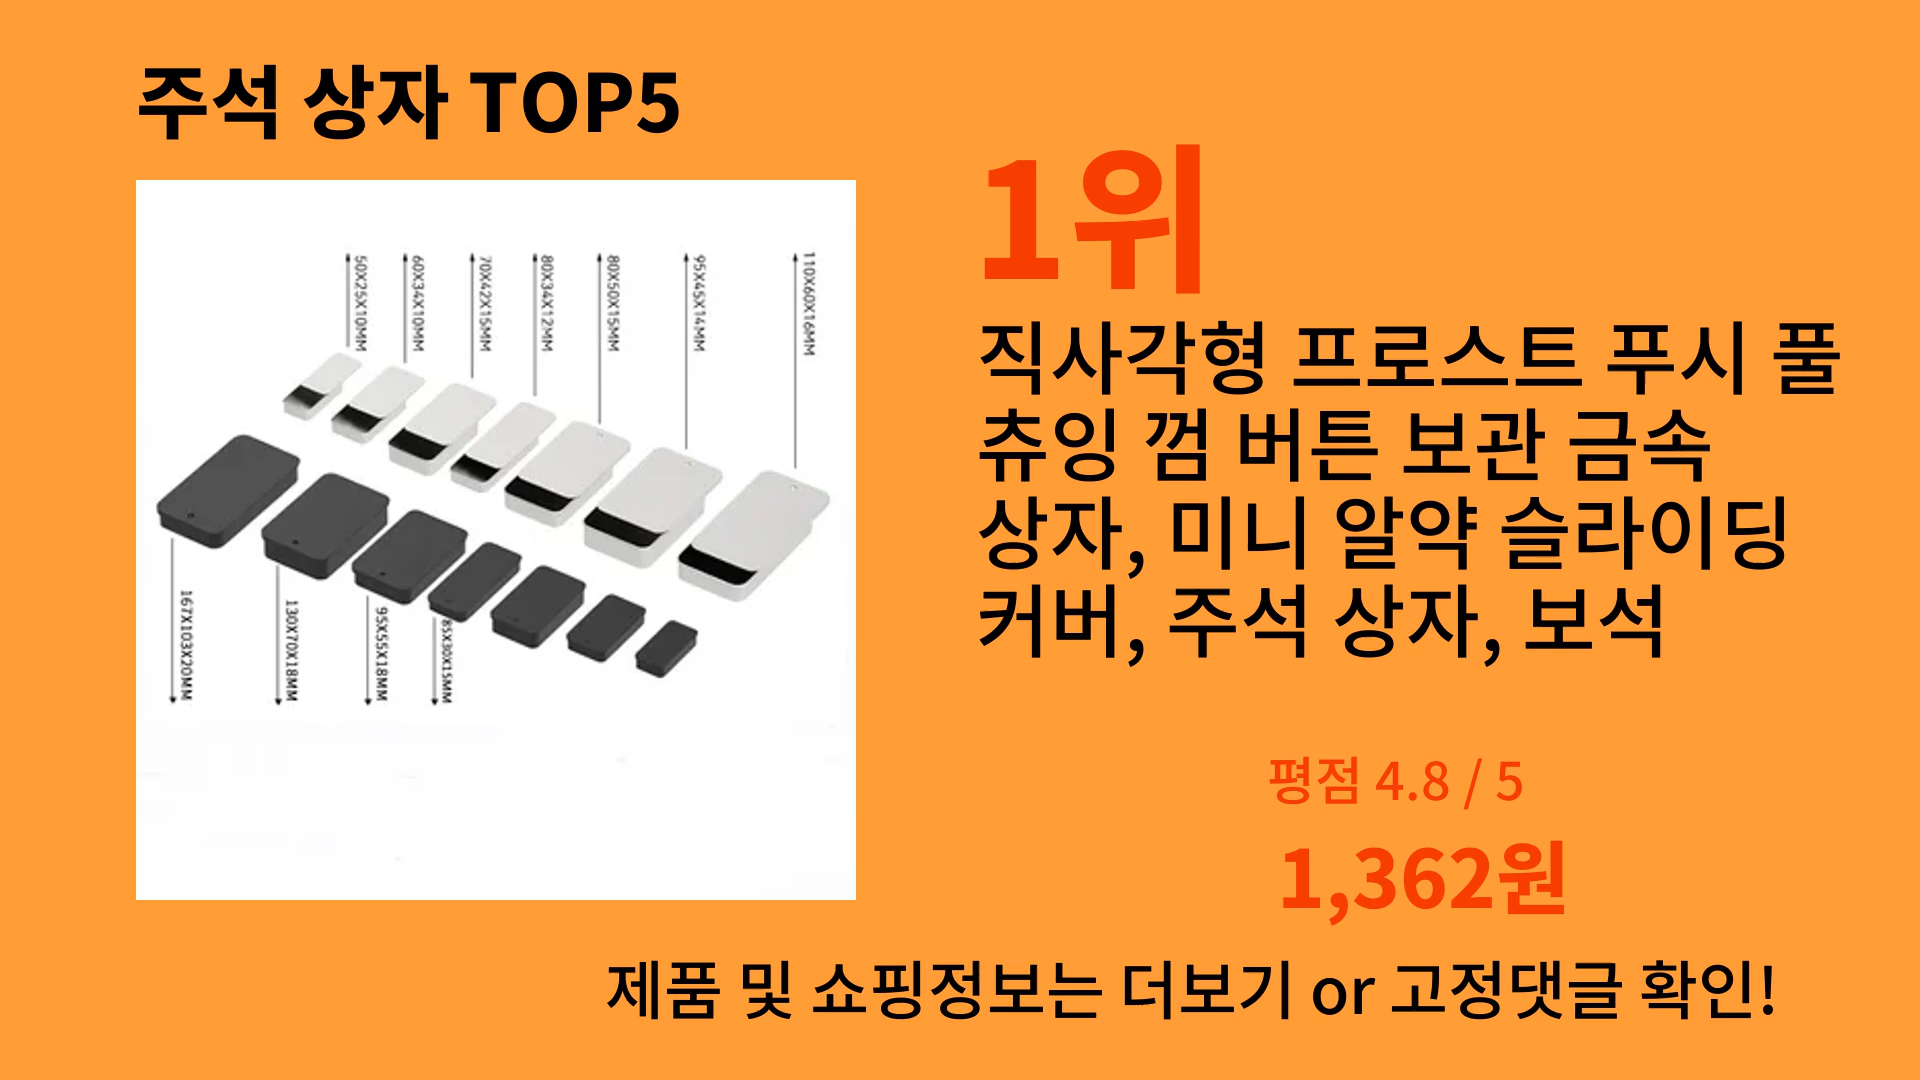 주석 상자 TOP5
1위
직사각형 프로스트 푸시 풀
츄잉 껌 버튼 보관 금속
상자, 미니 알약 슬라이딩
커버, 주석 상자, 보석
50X25X10MM
60X34X10MM
70X42X15MM
80X34X12MM
80X50X15MM
95X45X14MM
110X60X16MM
167X103X20MM
130X70X18MM
95X55X18MM
85X30X15MM
평점 4.8 / 5
1,362원
제품 및 쇼핑정보는 더보기 or 고정댓글 확인!